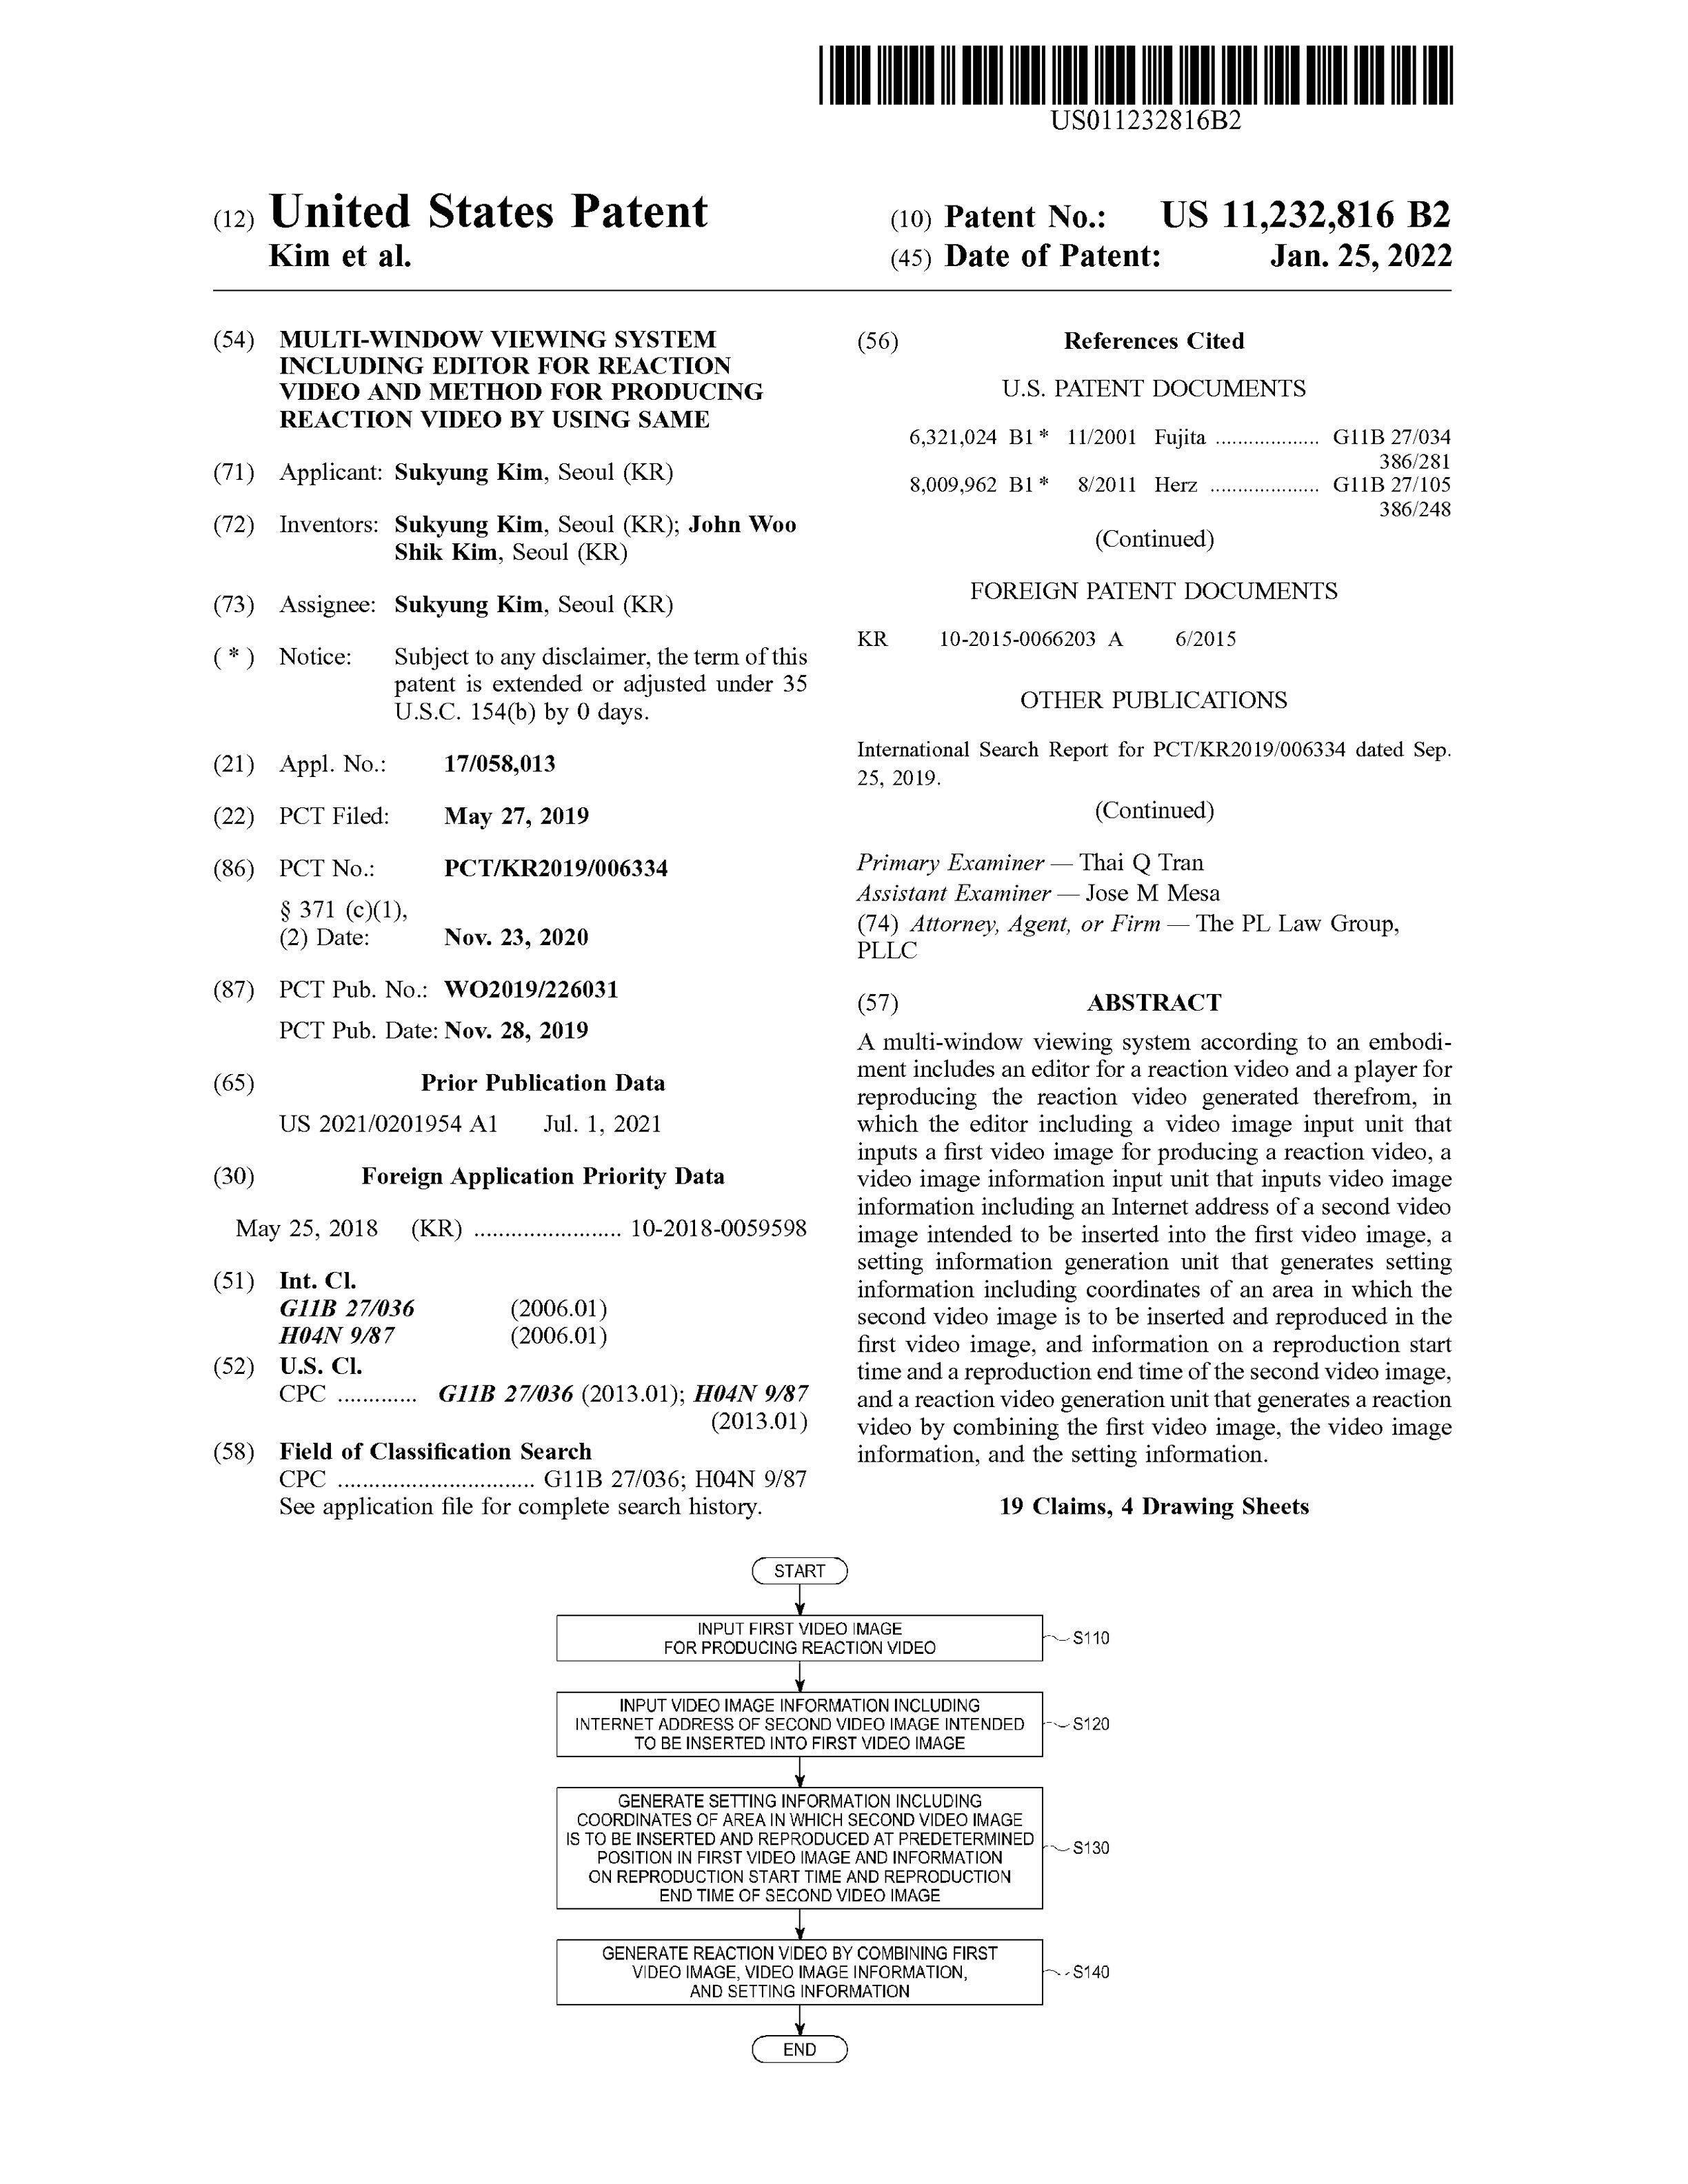 US011232816B2
(12) United States Patent
Kim et al.
(10) Patent No.: US 11,232,816 B2
(45) Date of Patent: Jan. 25, 2022
(54) MULTI-WINDOW VIEWING SYSTEM
INCLUDING EDITOR FOR REACTION
VIDEO AND METHOD FOR PRODUCING
REACTION VIDEO BY USING SAME
(71) Applicant: Sukyung Kim, Seoul (KR)
(72) Inventors: Sukyung Kim, Seoul (KR); John Woo
Shik Kim, Seoul (KR)
(73) Assignee: Sukyung Kim, Seoul (KR)
( * ) Notice: Subject to any disclaimer, the term of this
patent is extended or adjusted under 35
U.S.C. 154(b) by 0 days.
(21) Appl. No.: 17/058,013
(22) PCT Filed: May 27, 2019
(86) PCT No.: PCT/KR2019/006334
§ 371 (c)(1),
(2) Date: Nov. 23, 2020
(87) PCT Pub. No.: WO2019/226031
PCT Pub. Date: Nov. 28, 2019
(65) Prior Publication Data
US 2021/0201954 A1 Jul. 1, 2021
(30) Foreign Application Priority Data
May 25, 2018 (KR) ........................ 10-2018-0059598
(51) Int. Cl.
G11B 27/036 (2006.01)
H04N 9/87 (2006.01)
(52) U.S. Cl.
CPC ............. G11B 27/036 (2013.01); H04N 9/87
(2013.01)
(58) Field of Classification Search
CPC ................................ G11B 27/036; H04N 9/87
See application file for complete search history.
(56) References Cited
U.S. PATENT DOCUMENTS
6,321,024 B1 * 11/2001 Fujita ................... G11B 27/034
386/281
8,009,962 B1 * 8/2011 Herz .................... G11B 27/105
386/248
(Continued)
FOREIGN PATENT DOCUMENTS
KR 10-2015-0066203 A 6/2015
OTHER PUBLICATIONS
International Search Report for PCT/KR2019/006334 dated Sep.
25, 2019.
(Continued)
Primary Examiner — Thai Q Tran
Assistant Examiner — Jose M Mesa
(74) Attorney, Agent, or Firm — The PL Law Group,
PLLC
(57) ABSTRACT
A multi-window viewing system according to an embodi-
ment includes an editor for a reaction video and a player for
reproducing the reaction video generated therefrom, in
which the editor including a video image input unit that
inputs a first video image for producing a reaction video, a
video image information input unit that inputs video image
information including an Internet address of a second video
image intended to be inserted into the first video image, a
setting information generation unit that generates setting
information including coordinates of an area in which the
second video image is to be inserted and reproduced in the
first video image, and information on a reproduction start
time and a reproduction end time of the second video image,
and a reaction video generation unit that generates a reaction
video by combining the first video image, the video image
information, and the setting information.
19 Claims, 4 Drawing Sheets
START
INPUT FIRST VIDEO IMAGE
FOR PRODUCING REACTION VIDEO
S110
INPUT VIDEO IMAGE INFORMATION INCLUDING
INTERNET ADDRESS OF SECOND VIDEO IMAGE INTENDED
TO BE INSERTED INTO FIRST VIDEO IMAGE
S120
GENERATE SETTING INFORMATION INCLUDING
COORDINATES OF AREA IN WHICH SECOND VIDEO IMAGE
IS TO BE INSERTED AND REPRODUCED AT PREDETERMINED
POSITION IN FIRST VIDEO IMAGE AND INFORMATION
ON REPRODUCTION START TIME AND REPRODUCTION
END TIME OF SECOND VIDEO IMAGE
S130
GENERATE REACTION VIDEO BY COMBINING FIRST
VIDEO IMAGE, VIDEO IMAGE INFORMATION,
AND SETTING INFORMATION
S140
END